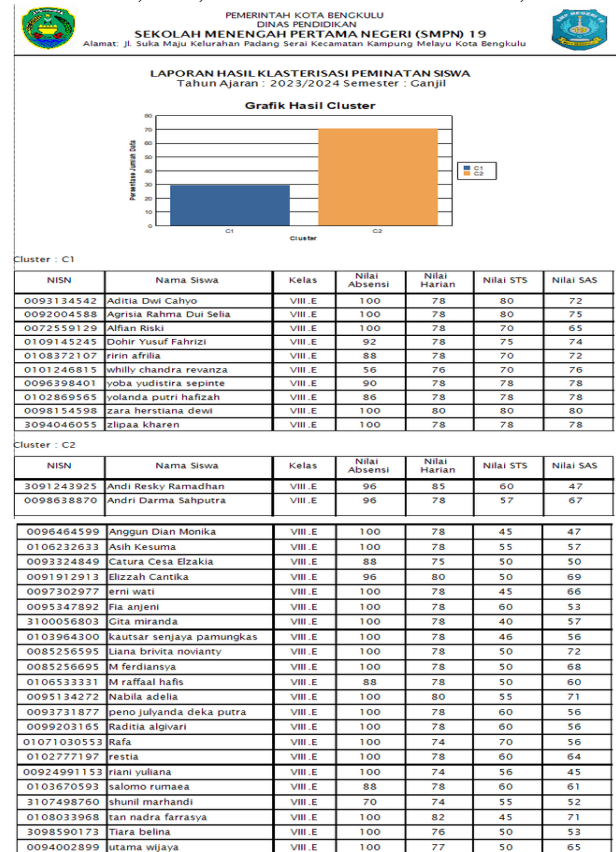 PEMERINTAH KOTA BENGKULU
DINAS PENDIDIKAN
SEKOLAH MENENGAH PERTAMA NEGERI (SMPN) 19
Alamat: Jl. Suka Maju Kelurahan Padang Serai Kecamatan Kampung Melayu Kota Bengkulu
LAPORAN HASIL KLASTERISASI PEMINATAN SISWA
Tahun Ajaran : 2023/2024 Semester : Ganjil
Grafik Hasil Cluster
Persentase Jumlah Data
80
70
60
50
40
30
20
10
0
C1 C2
Cluster
C1
C2
Cluster : C1
NISN Nama Siswa Kelas Nilai Absensi Nilai Harian Nilai STS Nilai SAS
0093134542 Aditia Dwi Cahyo VIII.E 100 78 80 72
0092004588 Agrisia Rahma Dui Selia VIII.E 100 78 80 75
0072559129 Alfian Riski VIII.E 100 78 70 65
0109145245 Dohir Yusuf Fahrizi VIII.E 92 78 75 74
0108372107 ririn afrilia VIII.E 88 78 70 72
0101246815 whilly chandra revanza VIII.E 56 76 70 76
0096398401 yoba yudistira sepinte VIII.E 90 78 78 78
0102869565 yolanda putri hafizah VIII.E 86 78 78 78
0098154598 zara herstiana dewi VIII.E 100 80 80 80
3094046055 zlipaa kharen VIII.E 100 78 78 78
Cluster : C2
NISN Nama Siswa Kelas Nilai Absensi Nilai Harian Nilai STS Nilai SAS
3091243925 Andi Resky Ramadhan VIII.E 96 85 60 47
0098638870 Andri Darma Sahputra VIII.E 96 78 57 67
0096464599 Anggun Dian Monika VIII.E 100 78 45 47
0106232633 Asih Kesuma VIII.E 100 78 55 57
0093324849 Catura Cesa Elzakia VIII.E 88 75 50 50
0091912913 Elizzah Cantika VIII.E 96 80 50 69
0097302977 erni wati VIII.E 100 78 45 66
0095347892 Fia anjeni VIII.E 100 78 60 53
3100056803 Gita miranda VIII.E 100 78 40 57
0103964300 kautsar senjaya pamungkas VIII.E 100 78 46 56
0085256595 Liana brivita novianty VIII.E 100 78 50 72
0085256695 M ferdiansya VIII.E 100 78 50 68
0106533331 M raffaal hafis VIII.E 88 78 50 60
0095134272 Nabila adelia VIII.E 100 80 55 71
0093731877 peno julyanda deka putra VIII.E 100 78 60 56
0099203165 Raditia algivari VIII.E 100 78 60 56
01071030553 Rafa VIII.E 100 74 70 56
0102777197 restia VIII.E 100 78 60 64
00924991153 riani yuliana VIII.E 100 74 56 45
0103670593 salomo rumaea VIII.E 88 78 60 61
3107498760 shunil marhandi VIII.E 70 74 55 52
0108033968 tan nadra farrasya VIII.E 100 82 45 71
3098590173 Tiara belina VIII.E 100 76 50 53
0094002899 utama wijaya VIII.E 100 77 50 65